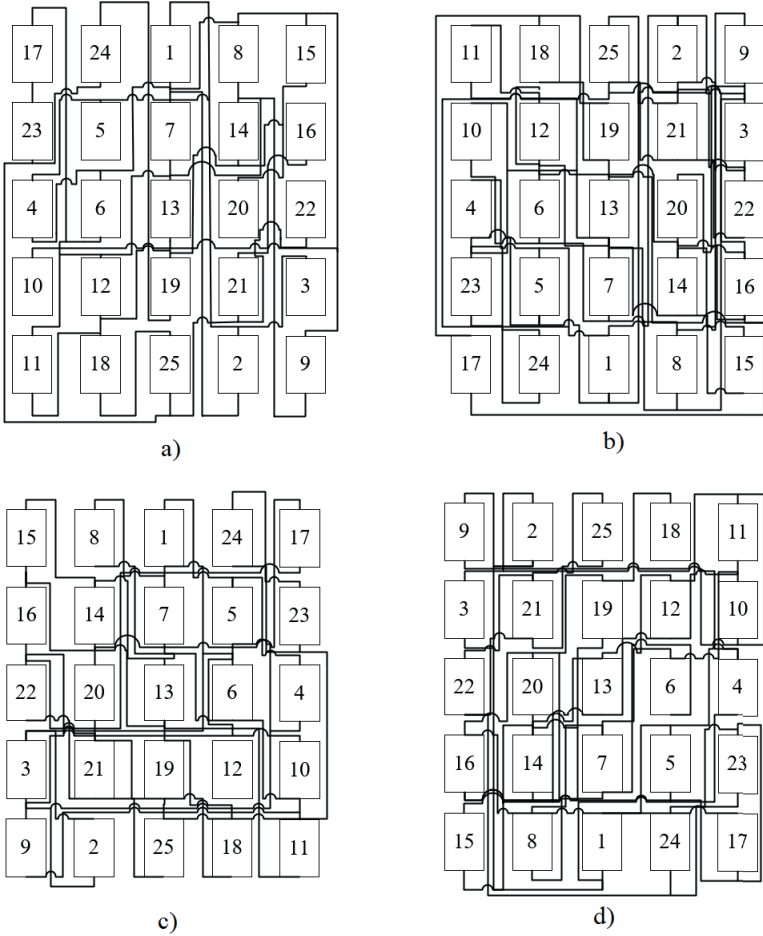 17 24 1 8 15
23 5 7 14 16
4 6 13 20 22
10 12 19 21 3
11 18 25 2 9
a)
11 18 25 2 9
10 12 19 21 3
4 6 13 20 22
23 5 7 14 16
17 24 1 8 15
b)
15 8 1 24 17
16 14 7 5 23
22 20 13 6 4
3 21 19 12 10
9 2 25 18 11
c)
9 2 25 18 11
3 21 19 12 10
22 20 13 6 4
16 14 7 5 23
15 8 1 24 17
d)